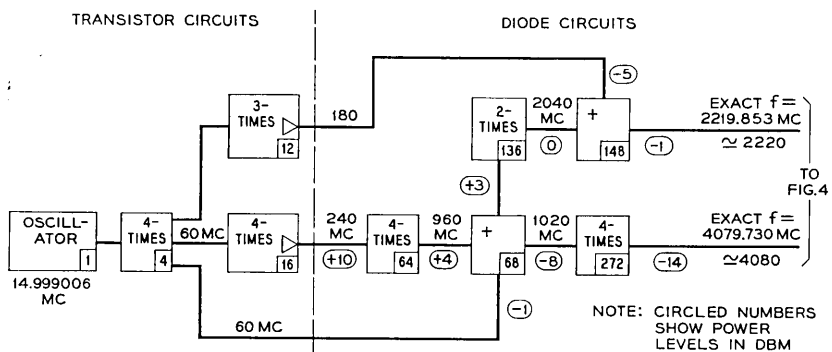 TRANSISTOR CIRCUITS
DIODE CIRCUITS
-5
3-
TIMES
12
180
2-
TIMES
136
2040
MC
0
+
148
-1
EXACT f=
2219.853 MC
≃ 2220
TO
FIG.4
+3
OSCILL-
ATOR
1
14.999006
MC
4-
TIMES
4
60 MC
4-
TIMES
16
240
MC
+10
4-
TIMES
64
960
MC
+4
+
68
1020
MC
-8
4-
TIMES
272
-14
EXACT f=
4079.730 MC
≃4080
60 MC
-1
NOTE: CIRCLED NUMBERS
SHOW POWER
LEVELS IN DBM